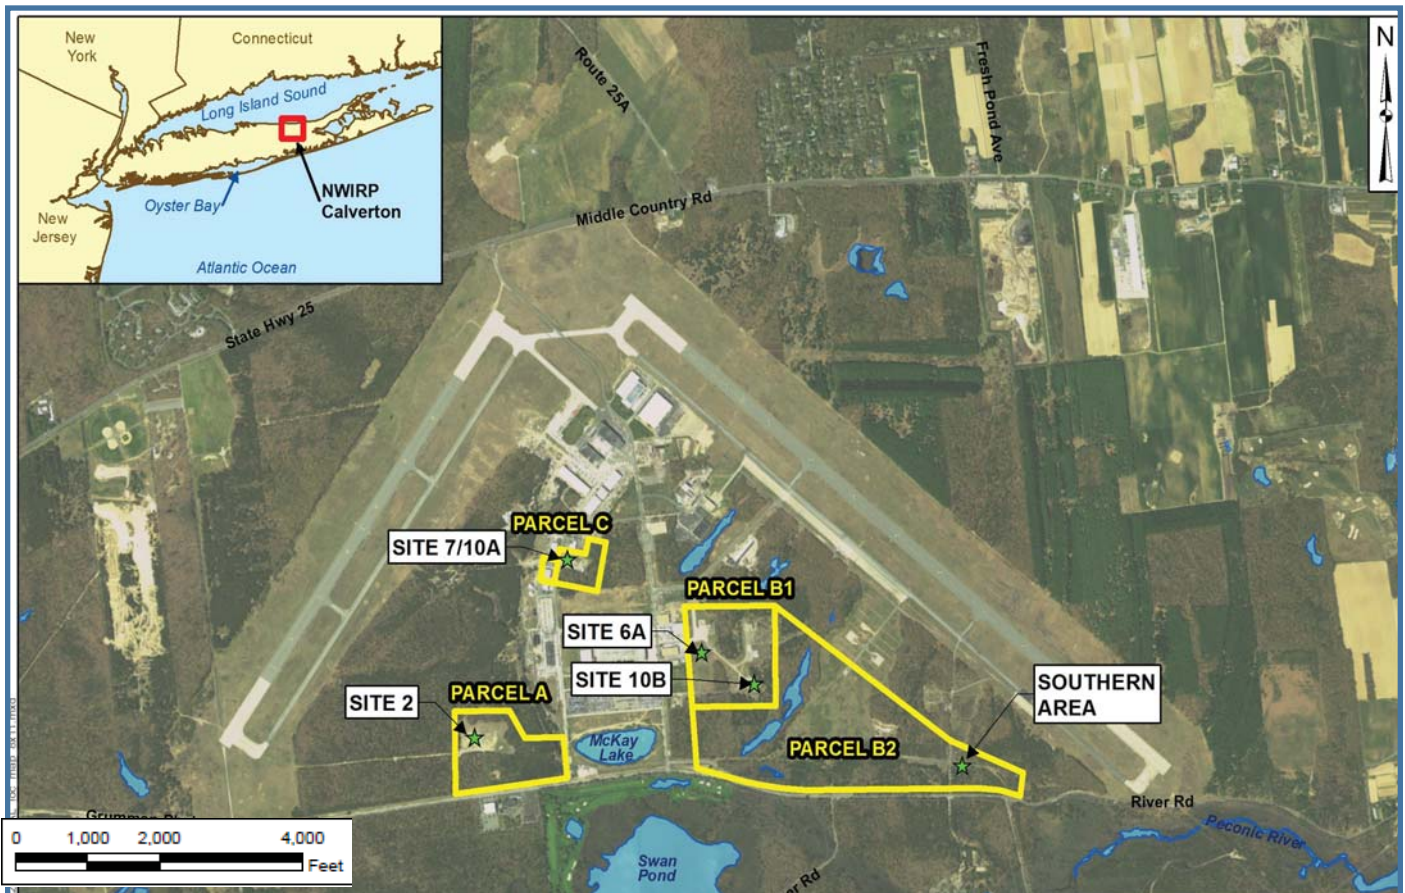 New
York
Connecticut
Long Island Sound
NWIRP
Calverton
Oyster Bay
New
Jersey
Atlantic Ocean
N
Route 25A
Fresh Pond Ave
Middle Country Rd
State Hwy 25
PARCEL C
SITE 7/10A
PARCEL B1
SITE 6A
SITE 10B
SOUTHERN
AREA
PARCEL A
SITE 2
McKay
Lake
PARCEL B2
River Rd
Peconic River
Swan
Pond
Rd
0 1,000 2,000 4,000
Feet